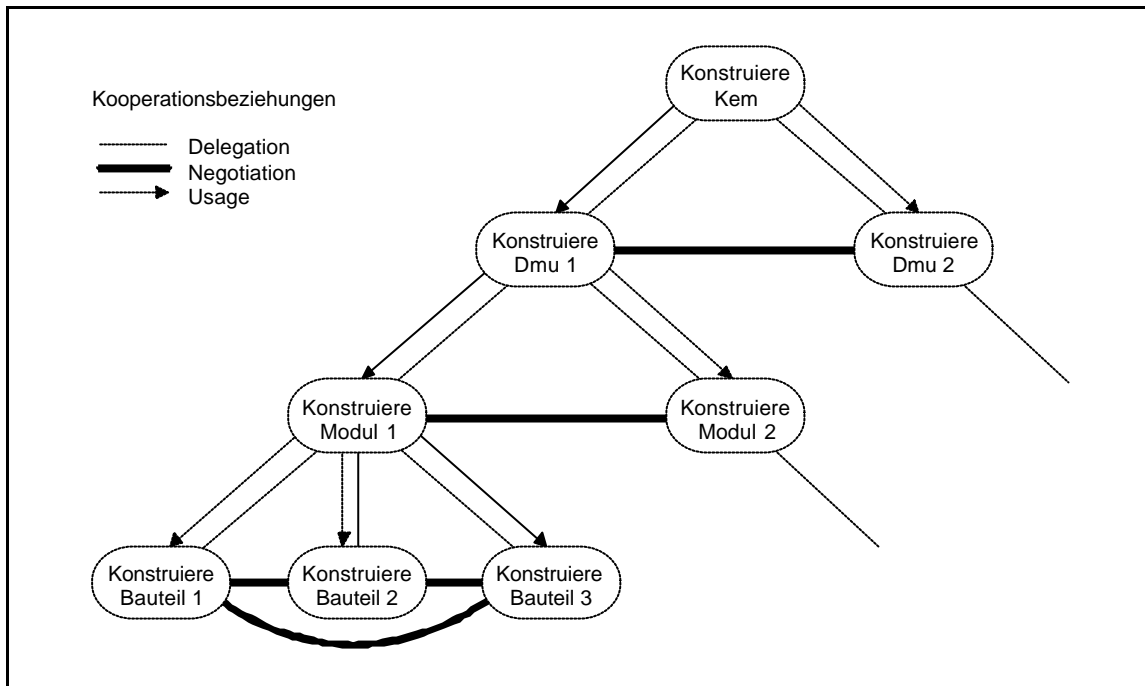 Konstruiere
Kem
Kooperationsbeziehungen
Delegation
Negotiation
Usage
Konstruiere
Dmu 1
Konstruiere
Dmu 2
Konstruiere
Modul 1
Konstruiere
Modul 2
Konstruiere
Bauteil 1
Konstruiere
Bauteil 2
Konstruiere
Bauteil 3